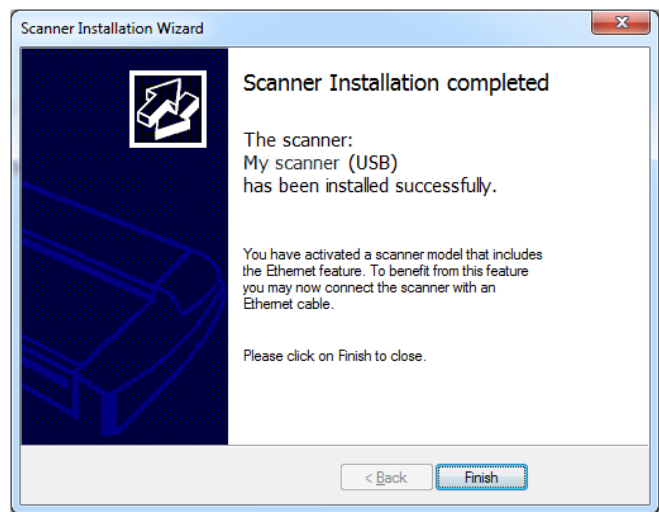 Scanner Installation Wizard
Scanner Installation completed
The scanner:
My scanner (USB)
has been installed successfully.
You have activated a scanner model that includes
the Ethernet feature. To benefit from this feature
you may now connect the scanner with an
Ethernet cable.
Please click on Finish to close.
< Back
Finish